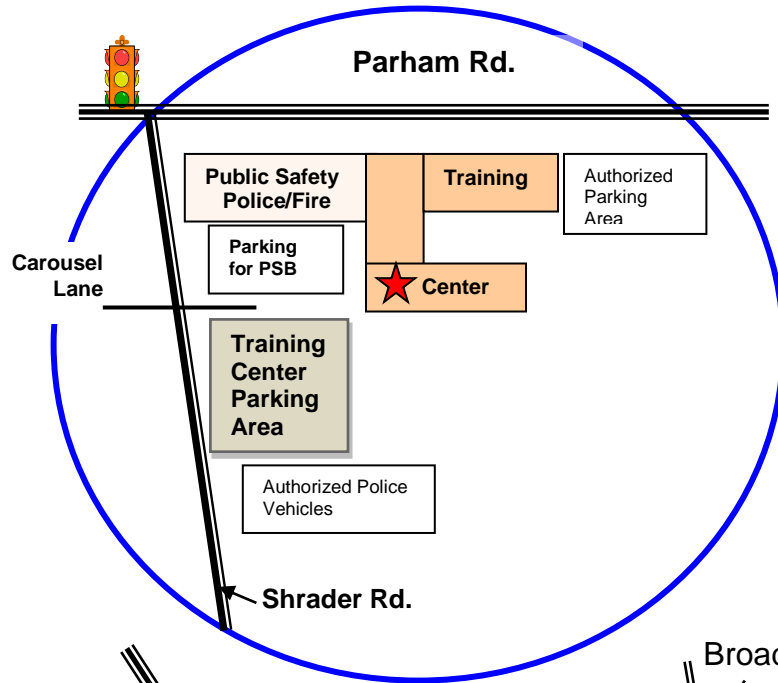 Parham Rd.
Public Safety
Police/Fire
Training
Authorized
Parking
Area
Parking
for PSB
Carousel
Lane
Center
Training
Center
Parking
Area
Authorized Police
Vehicles
Shrader Rd.
Broad